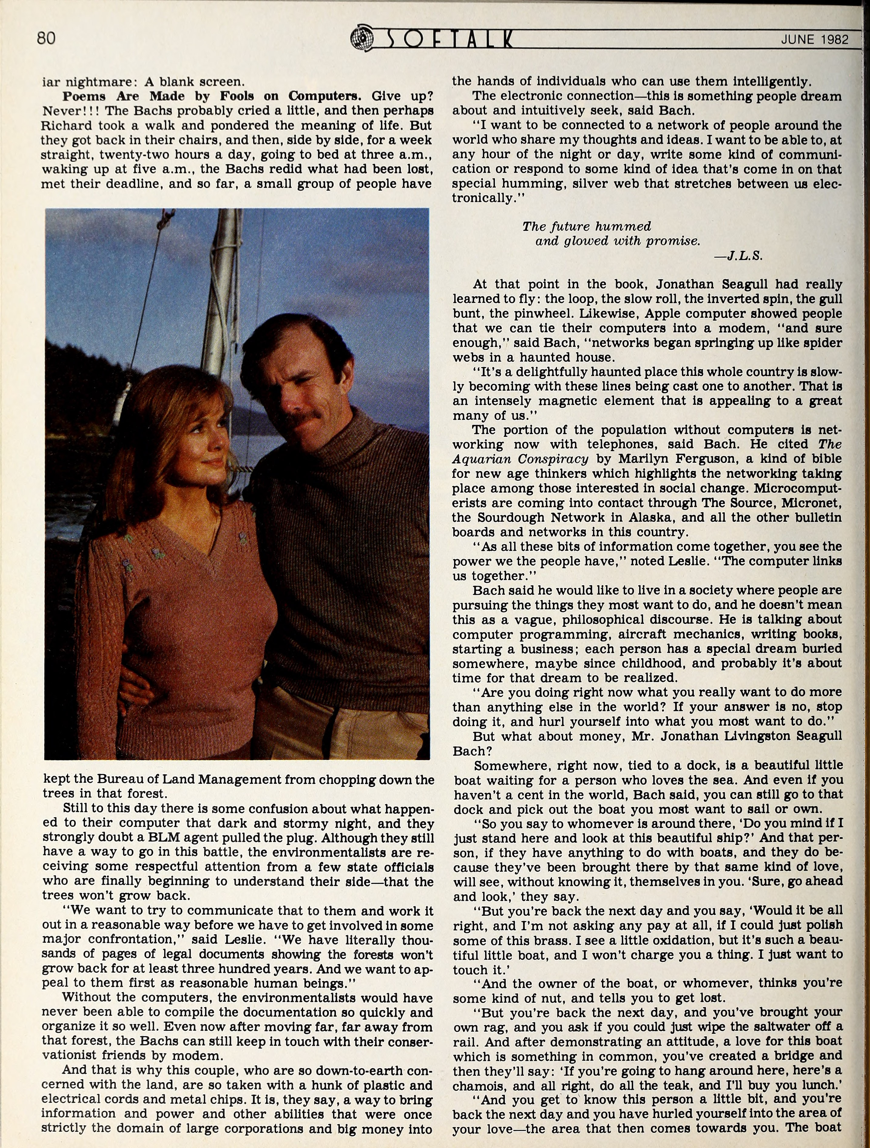 80
SOFTALK
JUNE 1982
iar nightmare: A blank screen.
Poems Are Made by Fools on Computers. Give up?
Never!!! The Bachs probably cried a little, and then perhaps
Richard took a walk and pondered the meaning of life. But
they got back in their chairs, and then, side by side, for a week
straight, twenty-two hours a day, going to bed at three a.m.,
waking up at five a.m., the Bachs redid what had been lost,
met their deadline, and so far, a small group of people have
kept the Bureau of Land Management from chopping down the
trees in that forest.
Still to this day there is some confusion about what happen-
ed to their computer that dark and stormy night, and they
strongly doubt a BLM agent pulled the plug. Although they still
have a way to go in this battle, the environmentalists are re-
ceiving some respectful attention from a few state officials
who are finally beginning to understand their side—that the
trees won't grow back.
"We want to try to communicate that to them and work it
out in a reasonable way before we have to get involved in some
major confrontation," said Leslie. "We have literally thou-
sands of pages of legal documents showing the forests won't
grow back for at least three hundred years. And we want to ap-
peal to them first as reasonable human beings."
Without the computers, the environmentalists would have
never been able to compile the documentation so quickly and
organize it so well. Even now after moving far, far away from
that forest, the Bachs can still keep in touch with their conser-
vationist friends by modem.
And that is why this couple, who are so down-to-earth con-
cerned with the land, are so taken with a hunk of plastic and
electrical cords and metal chips. It is, they say, a way to bring
information and power and other abilities that were once
strictly the domain of large corporations and big money into
the hands of individuals who can use them intelligently.
The electronic connection—this is something people dream
about and intuitively seek, said Bach.
"I want to be connected to a network of people around the
world who share my thoughts and ideas. I want to be able to, at
any hour of the night or day, write some kind of communi-
cation or respond to some kind of idea that's come in on that
special humming, silver web that stretches between us elec-
tronically."
The future hummed
and glowed with promise.
—J.L.S.
At that point in the book, Jonathan Seagull had really
learned to fly: the loop, the slow roll, the inverted spin, the gull
bunt, the pinwheel. Likewise, Apple computer showed people
that we can tie their computers into a modem, "and sure
enough," said Bach, "networks began springing up like spider
webs in a haunted house.
"It's a delightfully haunted place this whole country is slow-
ly becoming with these lines being cast one to another. That is
an intensely magnetic element that is appealing to a great
many of us."
The portion of the population without computers is net-
working now with telephones, said Bach. He cited The
Aquarian Conspiracy by Marilyn Ferguson, a kind of bible
for new age thinkers which highlights the networking taking
place among those interested in social change. Microcomput-
erists are coming into contact through The Source, Micronet,
the Sourdough Network in Alaska, and all the other bulletin
boards and networks in this country.
"As all these bits of information come together, you see the
power we the people have," noted Leslie. "The computer links
us together."
Bach said he would like to live in a society where people are
pursuing the things they most want to do, and he doesn't mean
this as a vague, philosophical discourse. He is talking about
computer programming, aircraft mechanics, writing books,
starting a business; each person has a special dream buried
somewhere, maybe since childhood, and probably it's about
time for that dream to be realized.
"Are you doing right now what you really want to do more
than anything else in the world? If your answer is no, stop
doing it, and hurl yourself into what you most want to do."
But what about money, Mr. Jonathan Livingston Seagull
Bach?
Somewhere, right now, tied to a dock, is a beautiful little
boat waiting for a person who loves the sea. And even if you
haven't a cent in the world, Bach said, you can still go to that
dock and pick out the boat you most want to sail or own.
"So you say to whomever is around there, 'Do you mind if I
just stand here and look at this beautiful ship?' And that per-
son, if they have anything to do with boats, and they do be-
cause they've been brought there by that same kind of love,
will see, without knowing it, themselves in you. 'Sure, go ahead
and look,' they say.
"But you're back the next day and you say, 'Would it be all
right, and I'm not asking any pay at all, if I could just polish
some of this brass. I see a little oxidation, but it's such a beau-
tiful little boat, and I won't charge you a thing. I just want to
touch it.'
"And the owner of the boat, or whomever, thinks you're
some kind of nut, and tells you to get lost.
"But you're back the next day, and you've brought your
own rag, and you ask if you could just wipe the saltwater off a
rail. And after demonstrating an attitude, a love for this boat
which is something in common, you've created a bridge and
then they'll say: 'If you're going to hang around here, here's a
chamois, and all right, do all the teak, and I'll buy you lunch.'
"And you get to know this person a little bit, and you're
back the next day and you have hurled yourself into the area of
your love—the area that then comes towards you. The boat